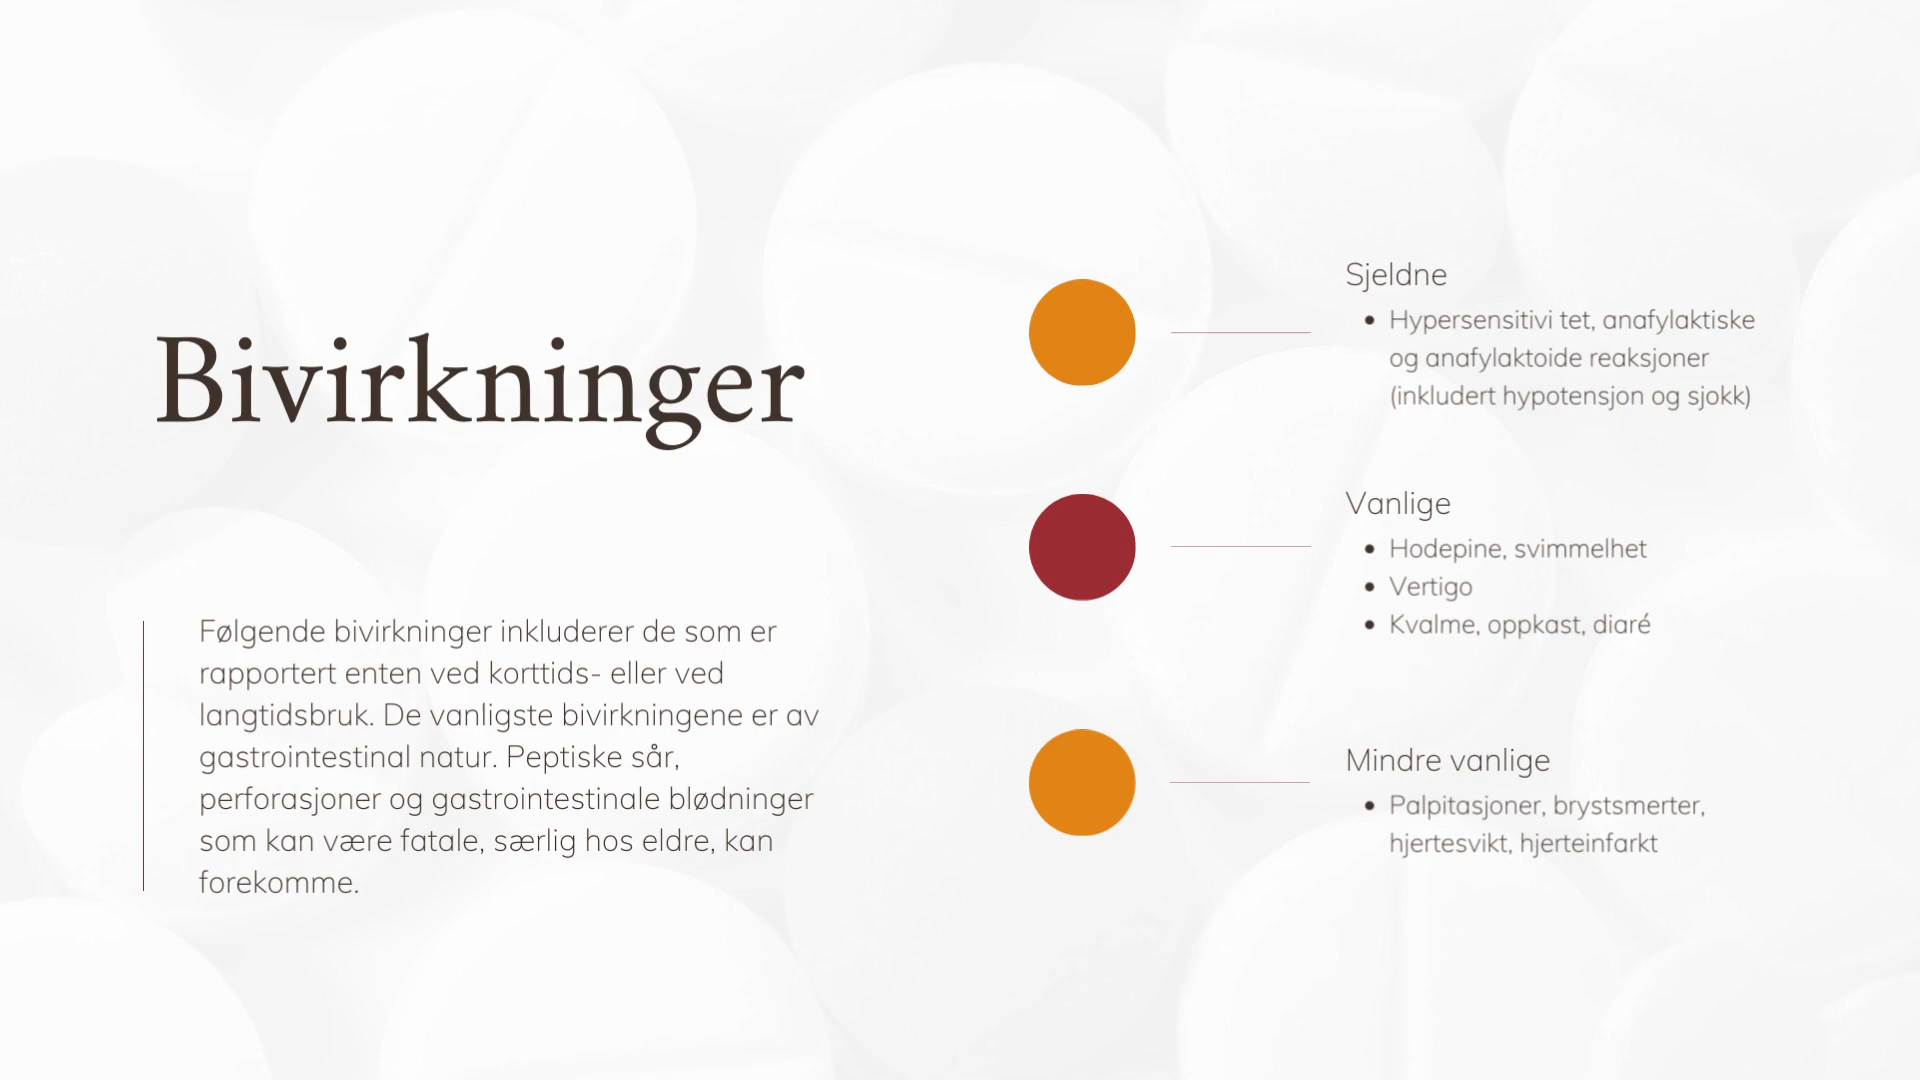 Bivirkninger
Følgende bivirkninger inkluderer de som er
rapportert enten ved korttids- eller ved
langtidsbruk. De vanligste bivirkningene er av
gastrointestinal natur. Peptiske sår,
perforasjoner og gastrointestinale blødninger
som kan være fatale, særlig hos eldre, kan
forekomme.
Sjeldne
• Hypersensitivi tet, anafylaktiske
og anafylaktoide reaksjoner
(inkludert hypotensjon og sjokk)
Vanlige
• Hodepine, svimmelhet
• Vertigo
• Kvalme, oppkast, diaré
Mindre vanlige
• Palpitasjoner, brystsmerter,
hjertesvikt, hjerteinfarkt